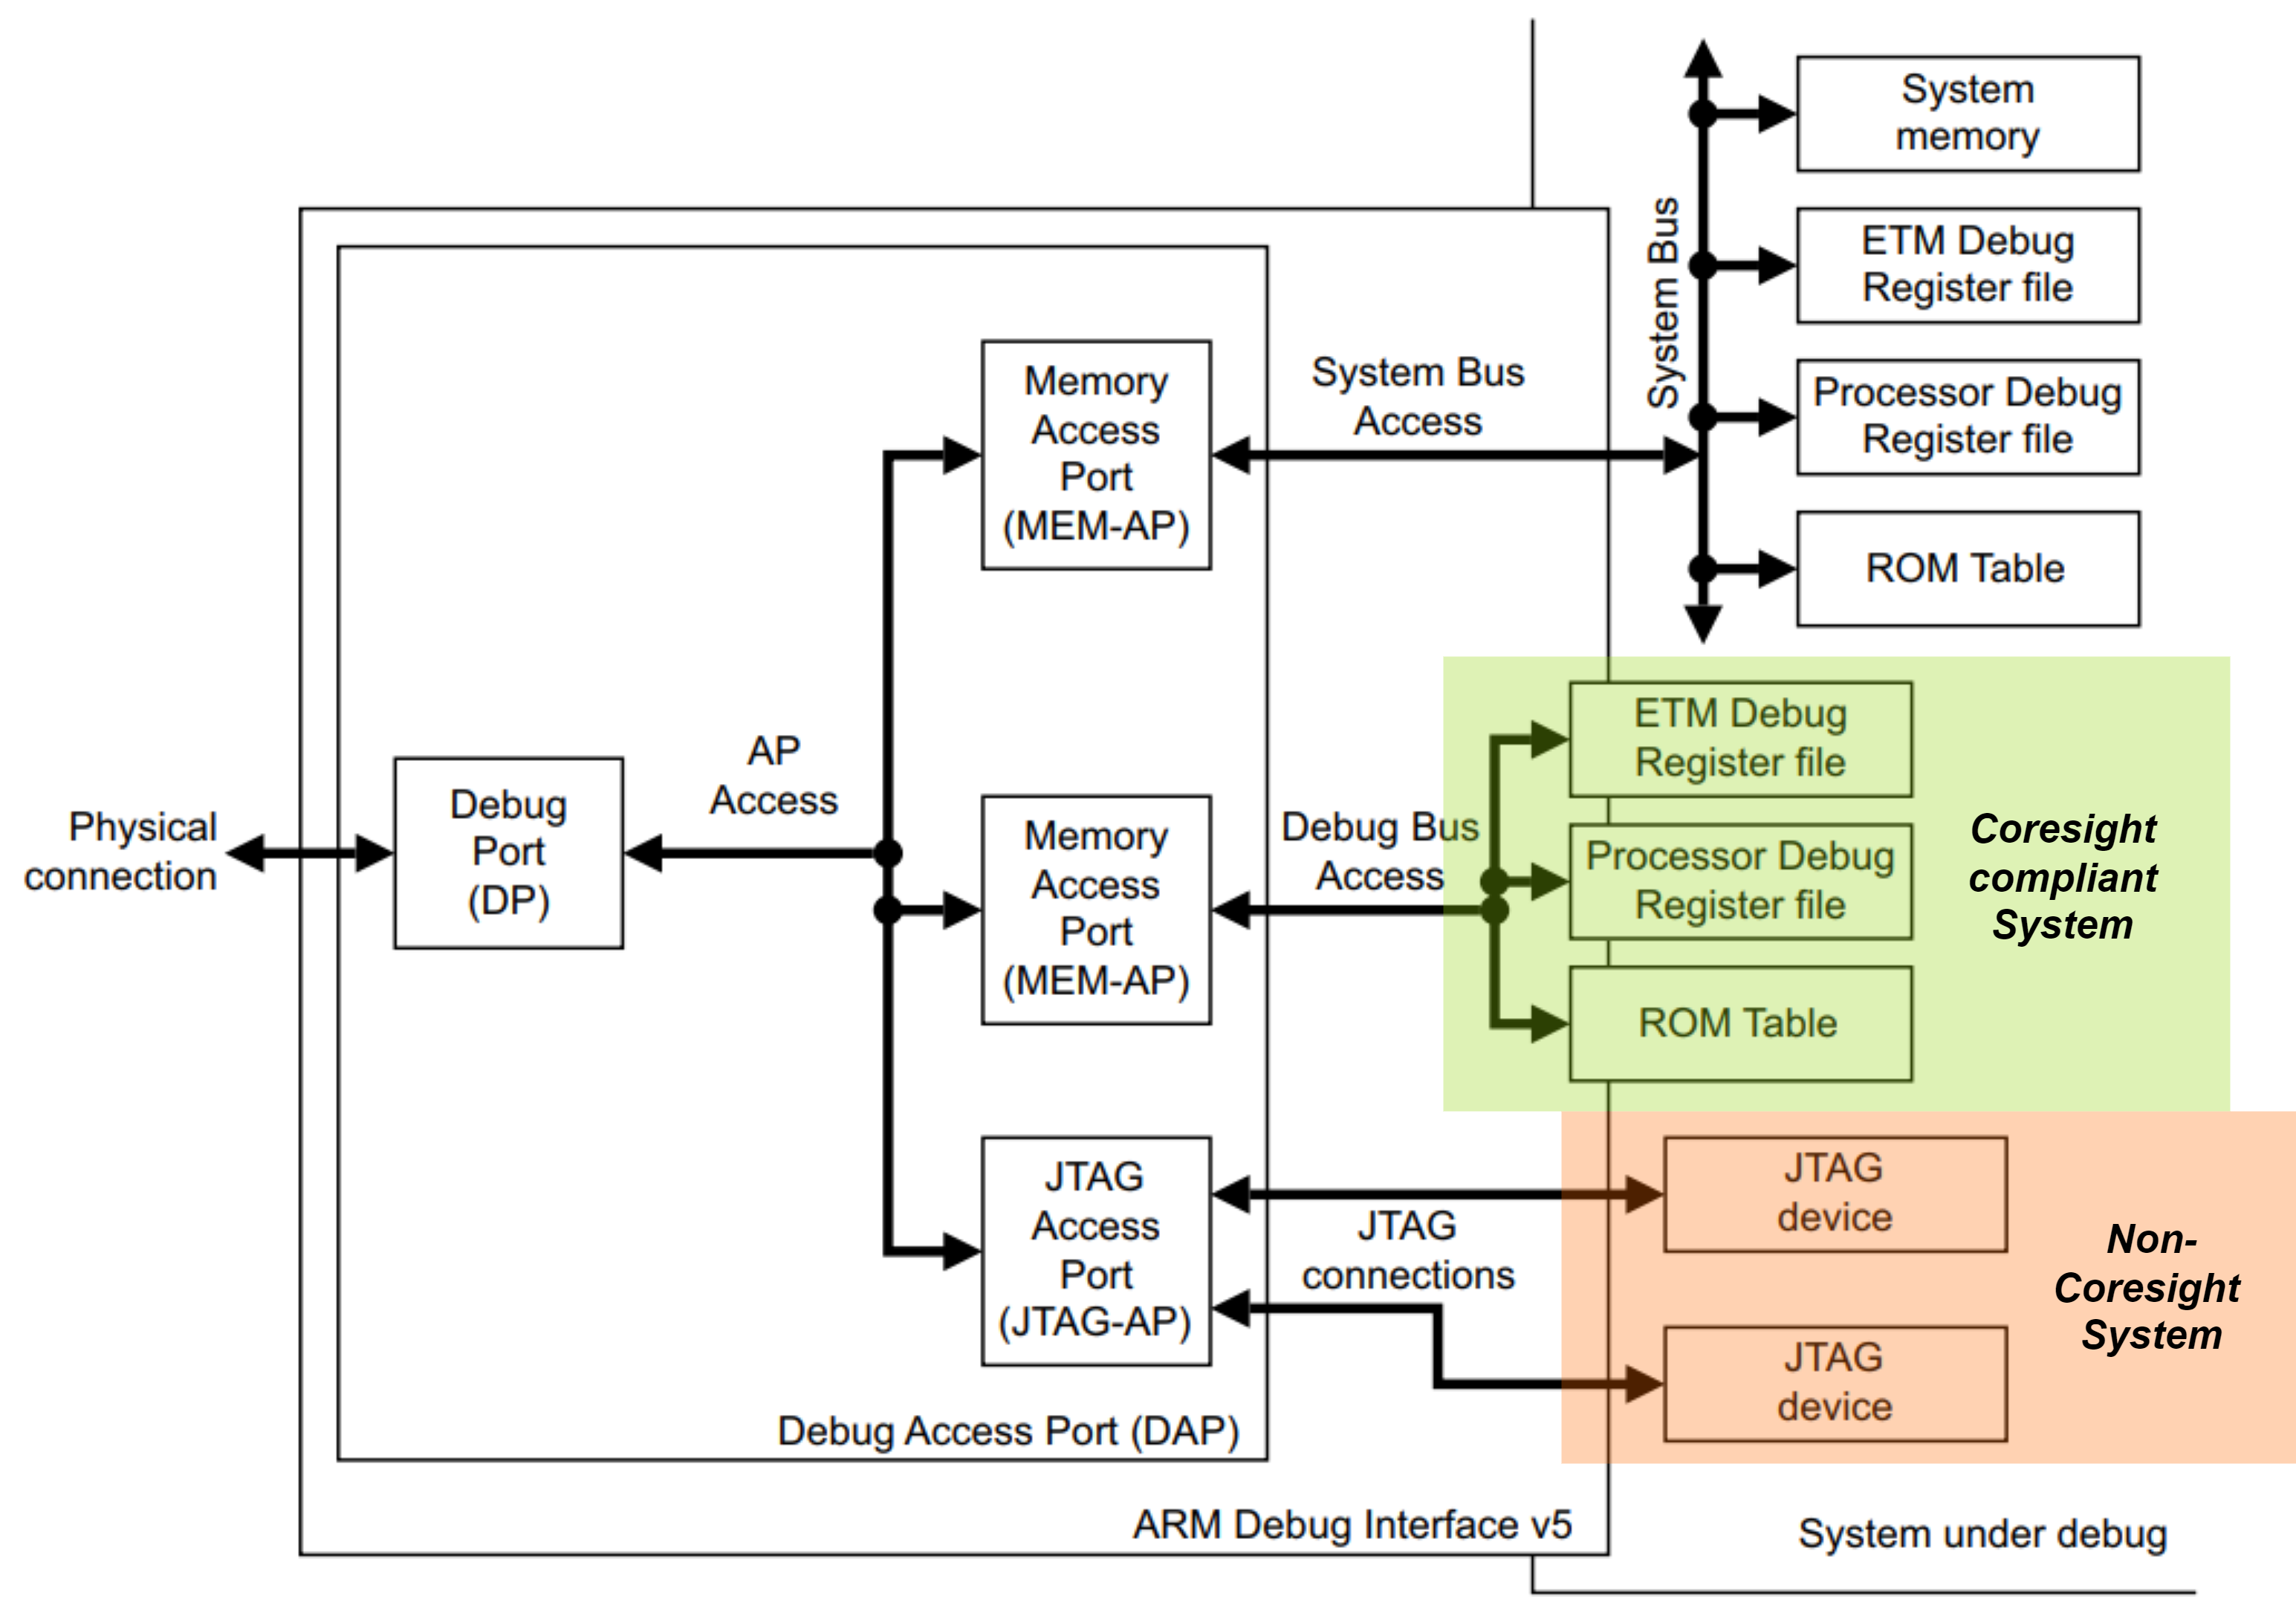 System
memory
ETM Debug
Register file
System Bus
Processor Debug
Register file
ROM Table
Memory
Access
Port
(MEM-AP)
System Bus
Access
Physical
connection
Debug
Port
(DP)
AP
Access
Memory
Access
Port
(MEM-AP)
Debug Bus
Access
ETM Debug
Register file
Processor Debug
Register file
ROM Table
Coresight
compliant
System
JTAG
Access
Port
(JTAG-AP)
JTAG
connections
JTAG
device
JTAG
device
Non-
Coresight
System
Debug Access Port (DAP)
ARM Debug Interface v5
System under debug